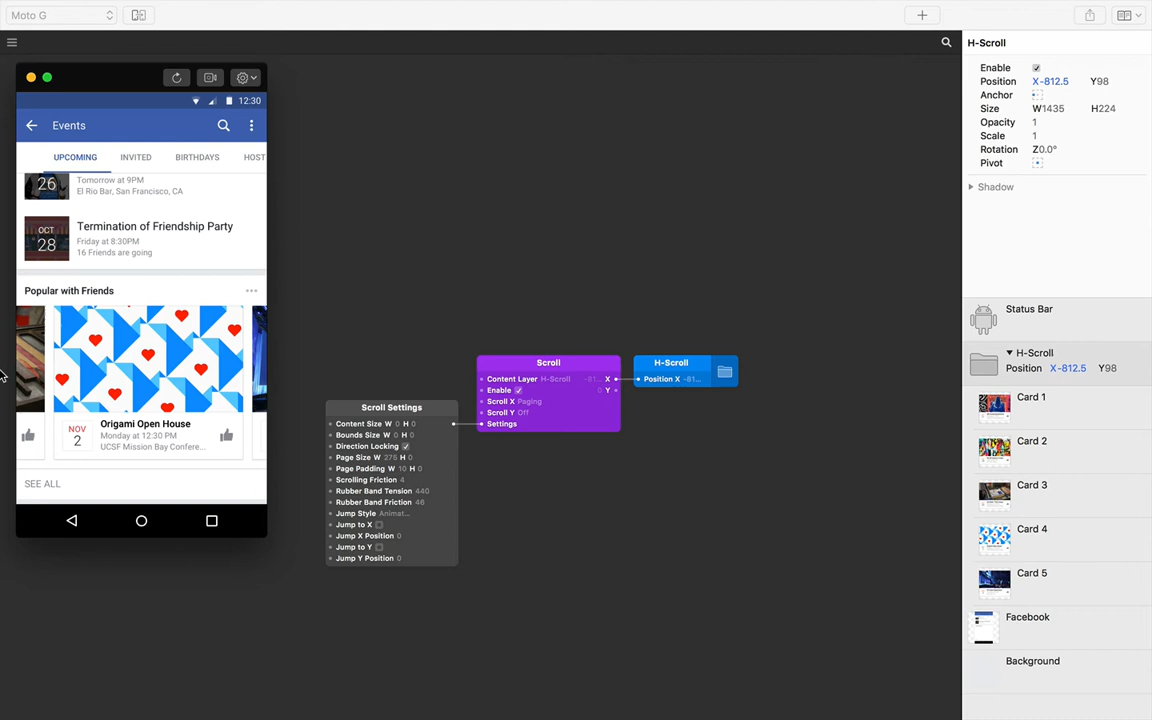 Moto G
12:30
Events
UPCOMING INVITED BIRTHDAYS HOST
26
Tomorrow at 9PM
El Rio Bar, San Francisco, CA
OCT
28
Termination of Friendship Party
Friday at 8:30PM
16 Friends are going
Popular with Friends
NOV
2
Origami Open House
Monday at 12:30 PM
UCSF Mission Bay Confere...
SEE ALL
Scroll Settings
Content Size W 0 H 0
Bounds Size W 0 H 0
Direction Locking
Page Size W 275 H 0
Page Padding W 10 H 0
Scrolling Friction 4
Rubber Band Tension 440
Rubber Band Friction 46
Jump Style Animat...
Jump to X
Jump X Position 0
Jump to Y
Jump Y Position 0
Scroll
Content Layer H-Scroll -81... X
Enable 0 Y
Scroll X Paging
Scroll Y Off
Settings
H-Scroll
Position X -81...
H-Scroll
Enable
Position X-812.5 Y98
Anchor
Size W1435 H224
Opacity 1
Scale 1
Rotation Z0.0°
Pivot
Shadow
Status Bar
H-Scroll
Position X-812.5 Y98
Card 1
Card 2
Card 3
Card 4
Card 5
Facebook
Background